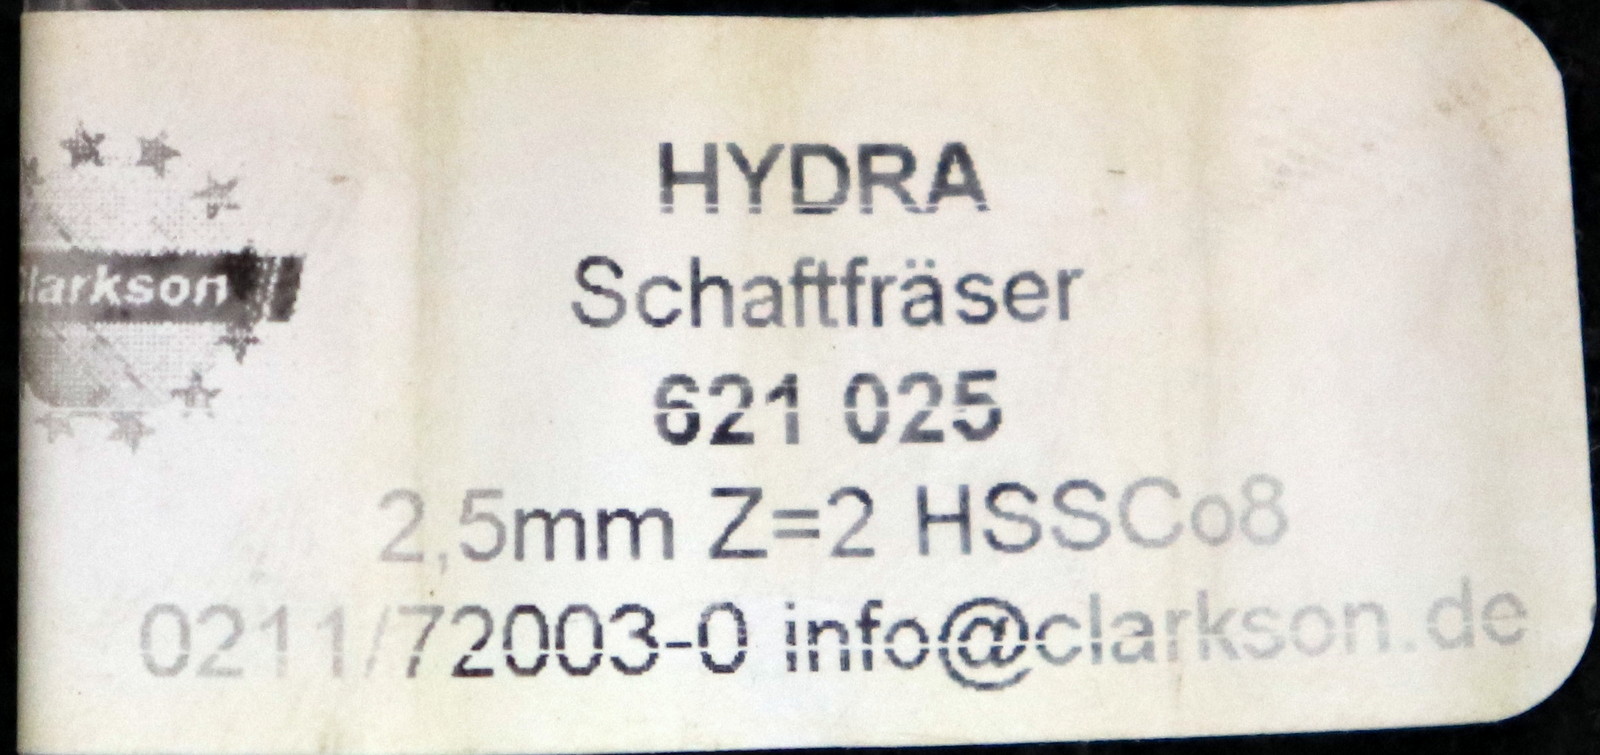 Clarkson
HYDRA
Schaftfräser
621 025
2,5mm Z=2 HSSCo8
0211/72003-0 info@clarkson.de